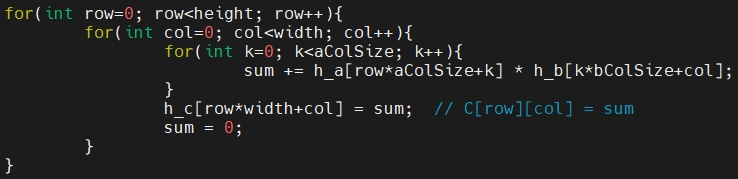 for(int row=0; row<height; row++){
        for(int col=0; col<width; col++){
                for(int k=0; k<aColSize; k++){
                        sum += h_a[row*aColSize+k] * h_b[k*bColSize+col];
                }
                h_c[row*width+col] = sum;  // C[row][col] = sum
                sum = 0;
        }
}